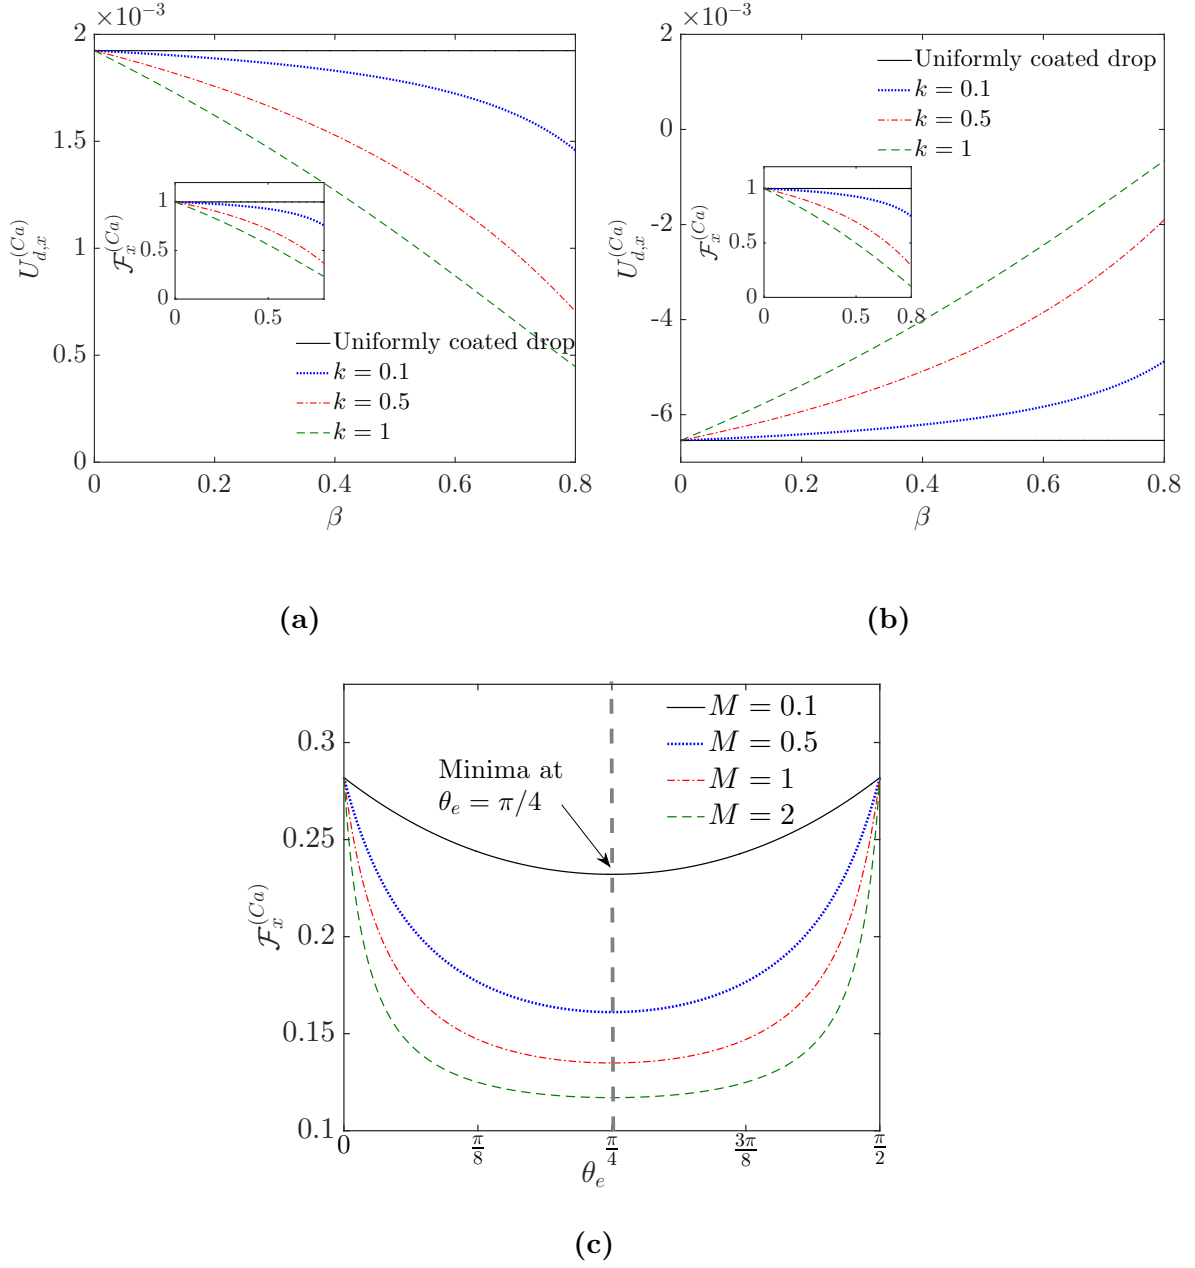 ×10⁻³
2
1.5
1
0.5
0
U_{d,x}^{(Ca)}
0 0.2 0.4 0.6 0.8
β
1
0.5
0
F_x^{(Ca)}
0 0.5
Uniformly coated drop
k = 0.1
k = 0.5
k = 1
(a)
×10⁻³
2
0
-2
-4
-6
U_{d,x}^{(Ca)}
0 0.2 0.4 0.6 0.8
β
Uniformly coated drop
k = 0.1
k = 0.5
k = 1
1
0.5
0
F_x^{(Ca)}
0 0.5 0.8
(b)
0.3
0.25
0.2
0.15
0.1
F_x^{(Ca)}
M = 0.1
M = 0.5
M = 1
M = 2
Minima at
θ_e = π/4
0 π/8 π/4 3π/8 π/2
θ_e
(c)